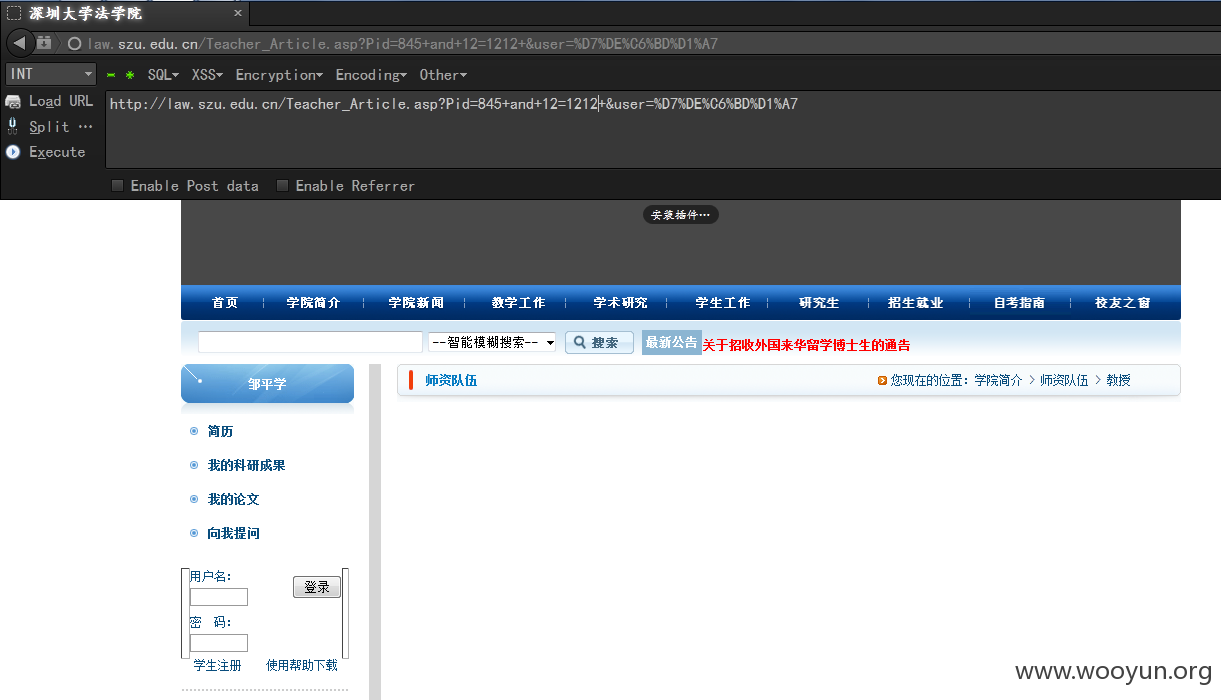 深圳大学法学院 ×
law.szu.edu.cn/Teacher_Article.asp?Pid=845+and+12=1212+&user=%D7%DE%C6%BD%D1%A7
INT SQL▾ XSS▾ Encryption▾ Encoding▾ Other▾
Load URL http://law.szu.edu.cn/Teacher_Article.asp?Pid=845+and+12=1212+&user=%D7%DE%C6%BD%D1%A7
Split ...
Execute
Enable Post data Enable Referrer
安装插件...
首页 学院简介 学院新闻 教学工作 学术研究 学生工作 研究生 招生就业 自考指南 校友之窗
--智能模糊搜索-- 搜索 最新公告 关于招收外国来华留学博士生的通告
邹平学 师资队伍 您现在的位置：学院简介 > 师资队伍 > 教授
简历
我的科研成果
我的论文
向我提问
用户名： 登录
密 码：
学生注册 使用帮助下载
www.wooyun.org